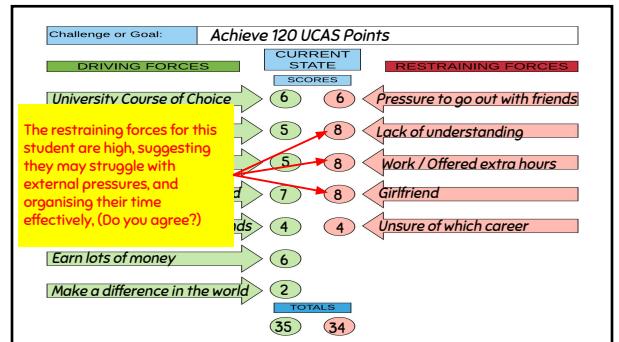 Challenge or Goal: Achieve 120 UCAS Points
DRIVING FORCES CURRENT STATE RESTRAINING FORCES
SCORES
University Course of Choice 6 6 Pressure to go out with friends
5 8 Lack of understanding
5 8 Work / Offered extra hours
d 7 8 Girlfriend
nds 4 4 Unsure of which career
Earn lots of money 6
Make a difference in the world 2
TOTALS
35 34
The restraining forces for this
student are high, suggesting
they may struggle with
external pressures, and
organising their time
effectively, (Do you agree?)